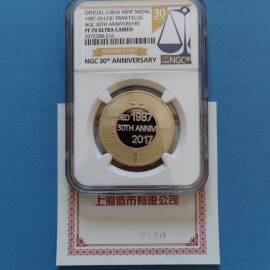 OFFICIAL CHINA MINT MEDAL
1987-2017(S) TRIMETALLIC
NGC 30TH ANNIVERSARY
PF 70 ULTRA CAMEO
30
NGC
NGC 30th ANNIVERSARY
1987
30TH ANNIV
2017
上海造币有限公司